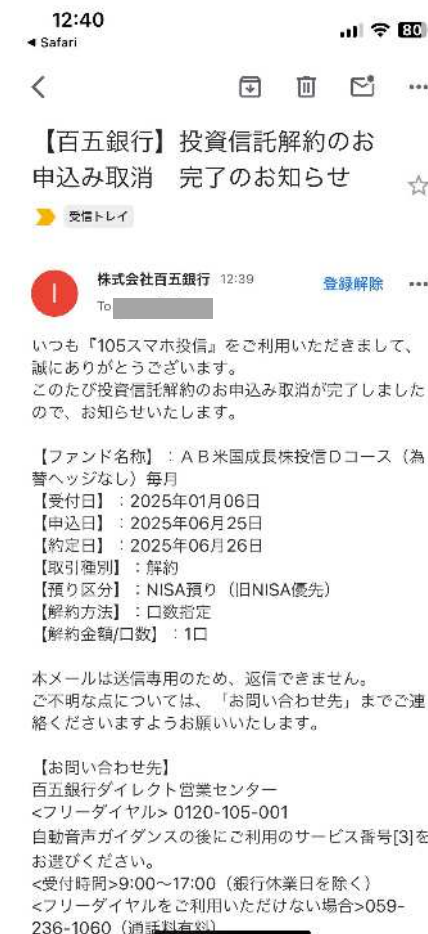 12:40
80
◀ Safari
【百五銀行】投資信託解約のお
申込み取消 完了のお知らせ
受信トレイ
I
株式会社百五銀行 12:39
登録解除
To
いつも『105スマホ投信』をご利用いただきまして、
誠にありがとうございます。
このたび投資信託解約のお申込み取消が完了しました
ので、お知らせいたします。
【ファンド名称】：ＡＢ米国成長株投信Ｄコース（為
替ヘッジなし）毎月
【受付日】：2025年01月06日
【申込日】：2025年06月25日
【約定日】：2025年06月26日
【取引種別】：解約
【預り区分】：NISA預り（旧NISA優先）
【解約方法】：口数指定
【解約金額/口数】：1口
本メールは送信専用のため、返信できません。
ご不明な点については、「お問い合わせ先」までご連
絡くださいますようお願いいたします。
【お問い合わせ先】
百五銀行ダイレクト営業センター
<フリーダイヤル> 0120-105-001
自動音声ガイダンスの後にご利用のサービス番号[3]を
お選びください。
<受付時間>9:00〜17:00（銀行休業日を除く）
<フリーダイヤルをご利用いただけない場合>059-
236-1060（通話料有料）